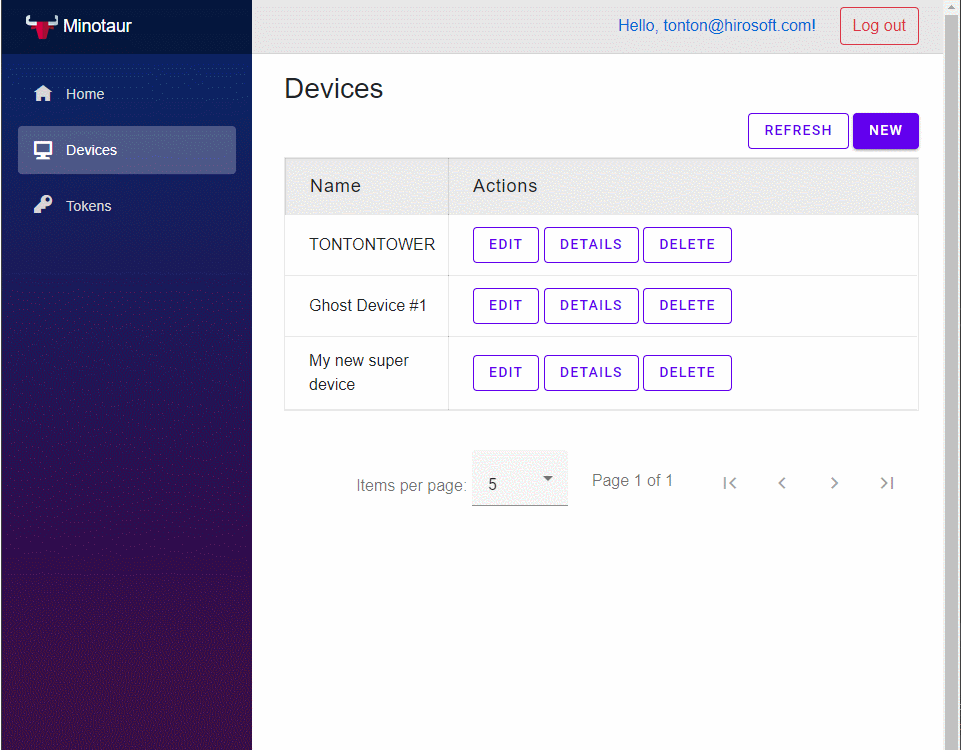 Minotaur
Hello, tonton@hirosoft.com!
Log out
Home
Devices
Tokens
Devices
REFRESH
NEW
Name
Actions
TONTONTOWER
EDIT
DETAILS
DELETE
Ghost Device #1
EDIT
DETAILS
DELETE
My new super
device
EDIT
DETAILS
DELETE
Items per page:
5
Page 1 of 1